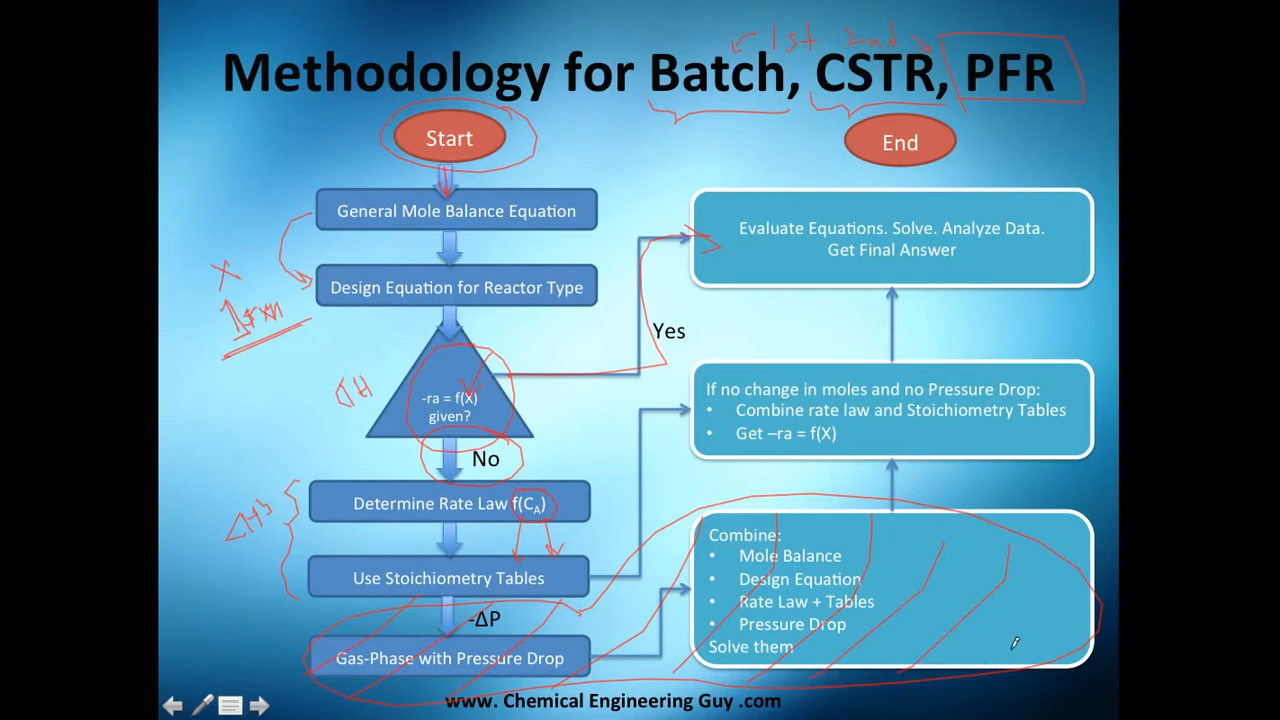 1st 2nd
Methodology for Batch, CSTR, PFR
Start
End
General Mole Balance Equation
Design Equation for Reactor Type
X
1 rxn
-ra = f(X)
given?
Yes
No
Determine Rate Law f(CA)
Use Stoichiometry Tables
-ΔP
Gas-Phase with Pressure Drop
Evaluate Equations. Solve. Analyze Data.
Get Final Answer
If no change in moles and no Pressure Drop:
• Combine rate law and Stoichiometry Tables
• Get –ra = f(X)
Combine:
• Mole Balance
• Design Equation
• Rate Law + Tables
• Pressure Drop
Solve them
www. Chemical Engineering Guy .com